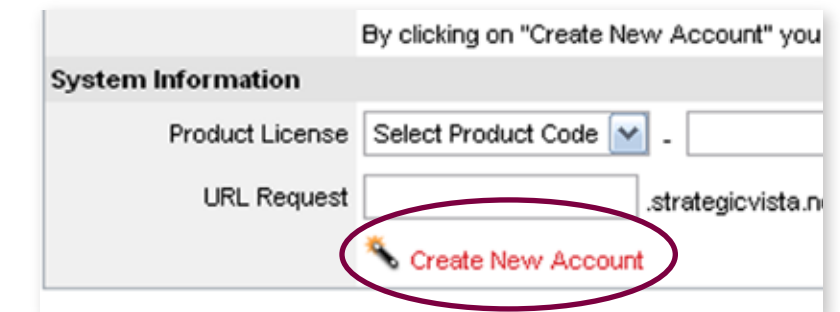 By clicking on "Create New Account" you
System Information
Product License Select Product Code -
URL Request .strategicvista.n
Create New Account